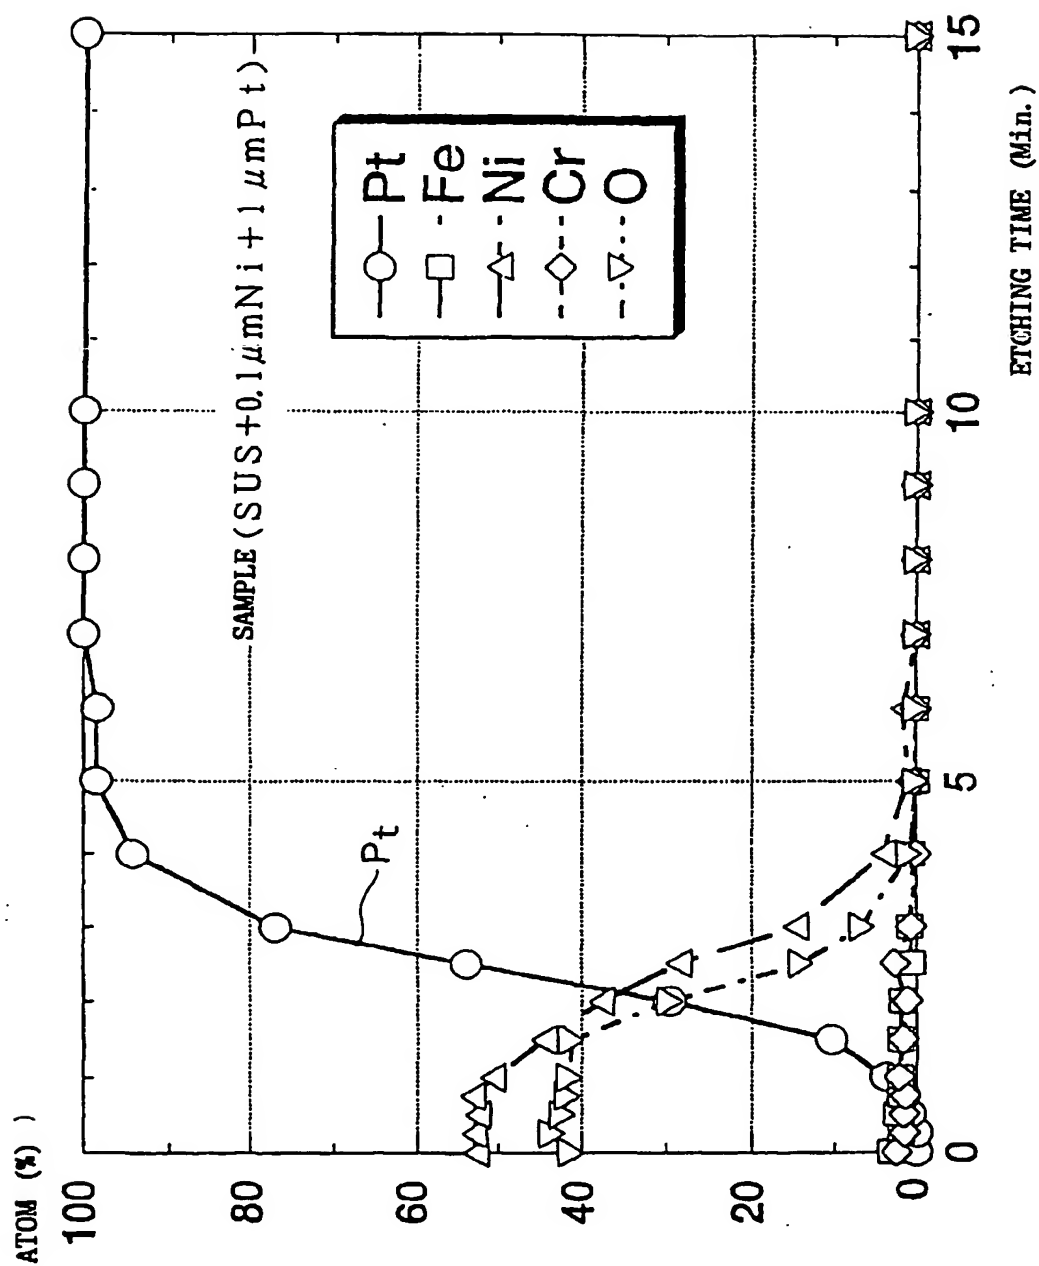 ATOM (%) )
100
80
60
40
20
0
SAMPLE (SUS+0.1μmNi+1μmPt)
Pt
Fe
Ni
Cr
O
Pt
0
5
10
15
ETCHING TIME (Min.)